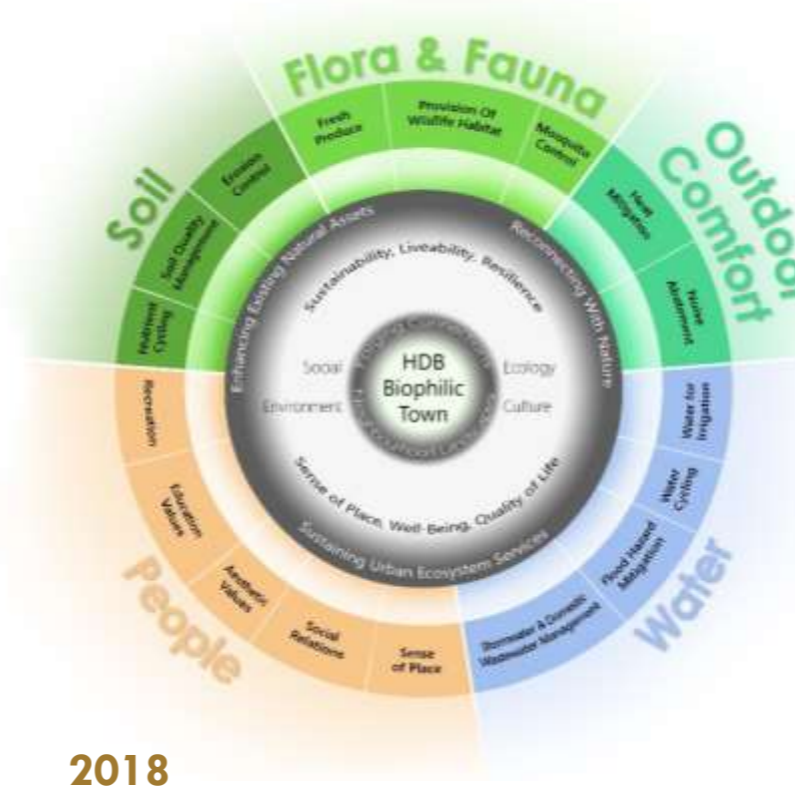 Flora & Fauna
Fresh
Produce
Provision Of
Wildlife Habitat
Mosquito
Control
Outdoor
Comfort
Heat
Mitigation
Noise
Abatement
Water
Water for
Irrigation
Water
Cycling
Flood Hazard
Mitigation
Stormwater & Domestic
Wastewater Management
People
Sense
of Place
Social
Relations
Aesthetic
Values
Education
Values
Recreation
Soil
Nutrient
Cycling
Soil Quality
Management
Erosion
Control
Enhancing Existing Natural Assets
Reconnecting With Nature
Sustaining Urban Ecosystem Services
Sustainability, Liveability, Resilience
Social
Ecology
Environment
Culture
Sense of Place, Well-Being, Quality of Life
Forging Connections
Neighbourhood Landscapes
HDB
Biophilic
Town
2018